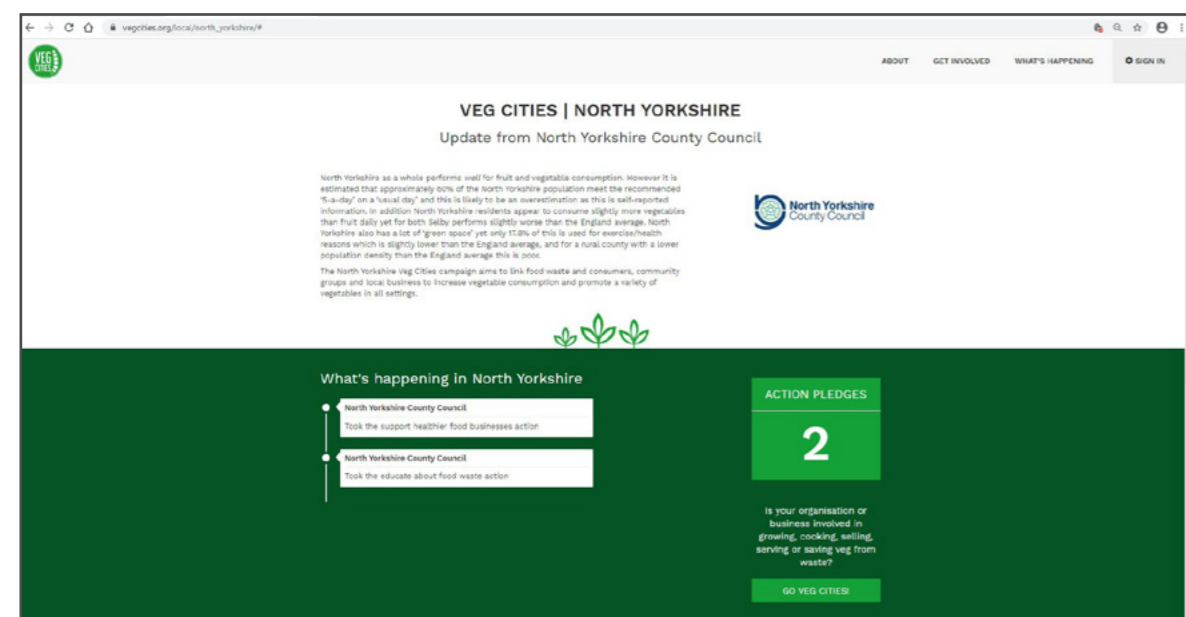 vegcities.org/local/north_yorkshire/#
VEG CITIES
ABOUT GET INVOLVED WHAT'S HAPPENING SIGN IN
VEG CITIES | NORTH YORKSHIRE
Update from North Yorkshire County Council
North Yorkshire as a whole performs well for fruit and vegetable consumption. However it is
estimated that approximately 60% of the North Yorkshire population meet the recommended
'5-a-day' on a 'usual day' and this is likely to be an overestimation as this is self-reported
information. In addition North Yorkshire residents appear to consume slightly more vegetables
than fruit daily yet for both Selby performs slightly worse than the England average. North
Yorkshire also has a lot of 'green space' yet only 17.8% of this is used for exercise/health
reasons which is slightly lower than the England average, and for a rural county with a lower
population density than the England average this is poor.
The North Yorkshire Veg Cities campaign aims to link food waste and consumers, community
groups and local business to increase vegetable consumption and promote a variety of
vegetables in all settings.
North Yorkshire
County Council
What's happening in North Yorkshire
North Yorkshire County Council
Took the support healthier food businesses action
North Yorkshire County Council
Took the educate about food waste action
ACTION PLEDGES
2
Is your organisation or
business involved in
growing, cooking, selling,
serving or saving veg from
waste?
GO VEG CITIES!